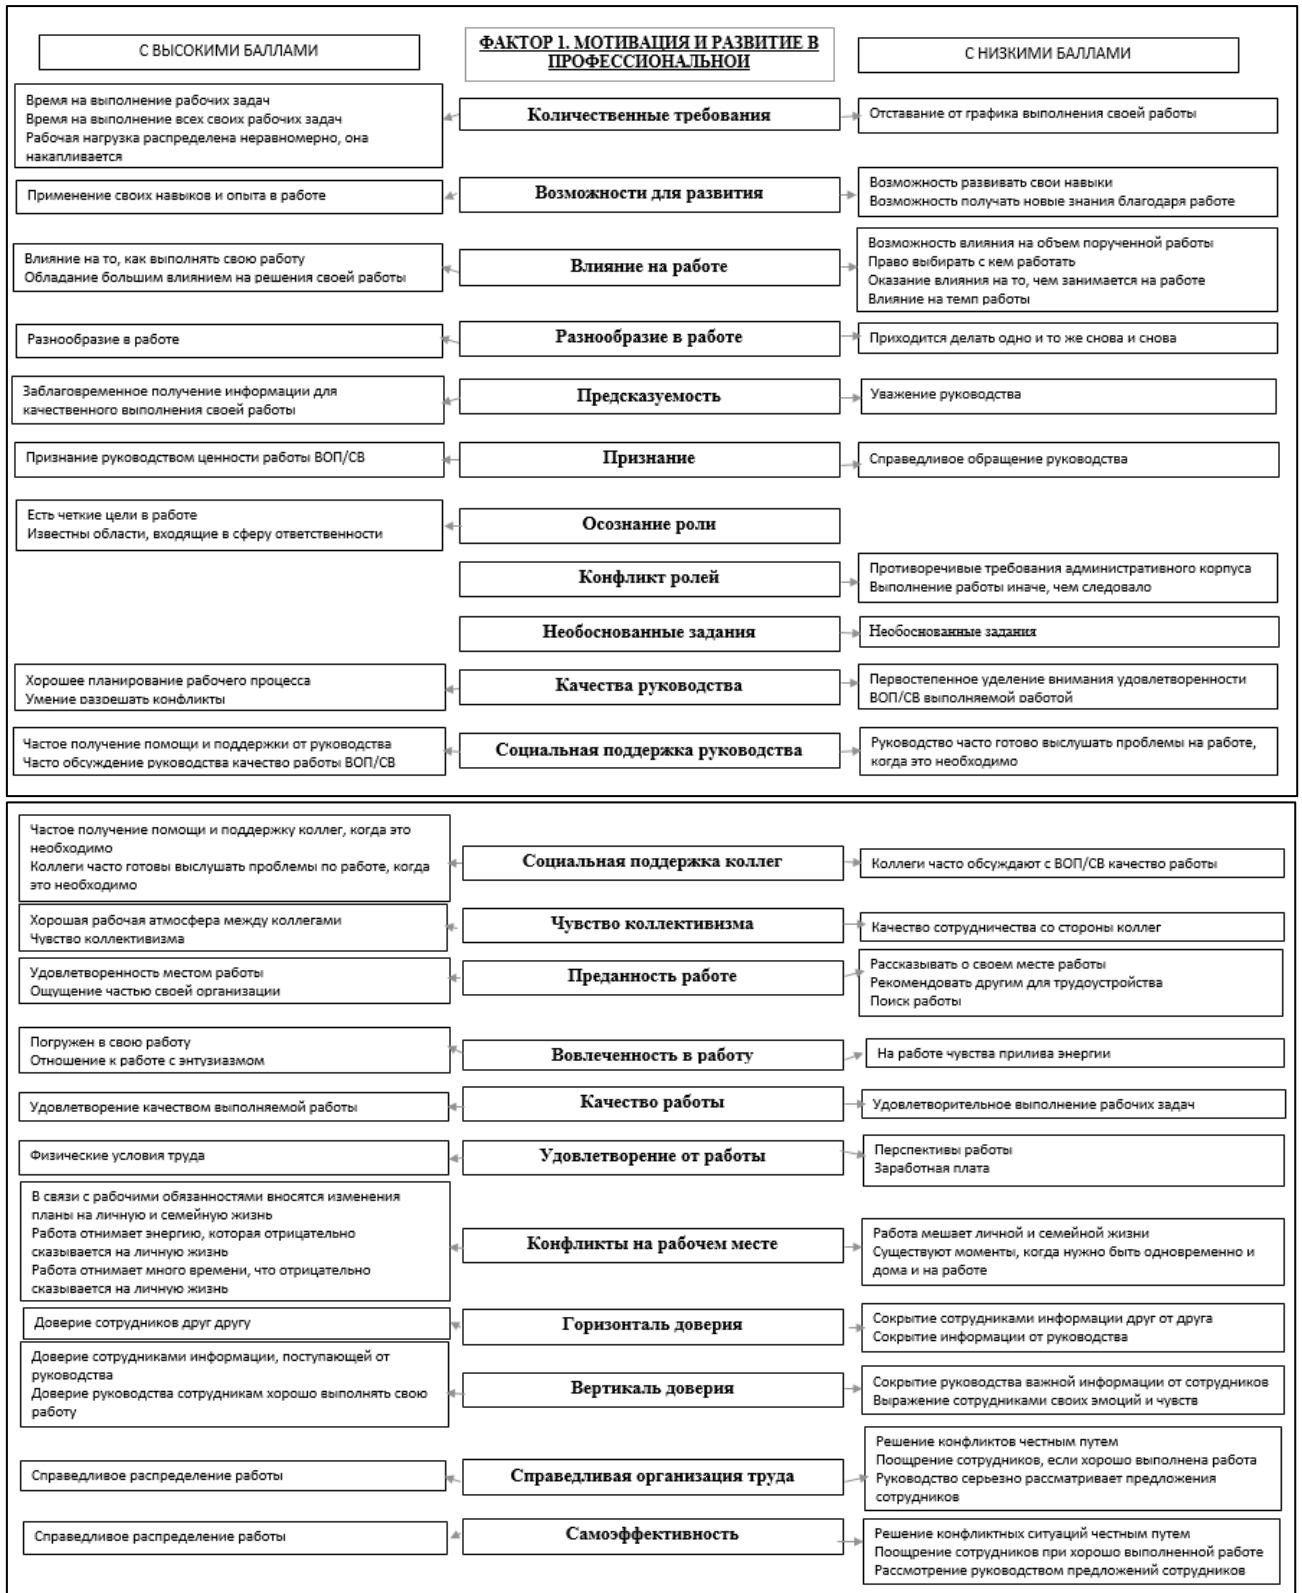 С ВЫСОКИМИ БАЛЛАМИ
ФАКТОР 1. МОТИВАЦИЯ И РАЗВИТИЕ В
ПРОФЕССИОНАЛЬНОЙ
С НИЗКИМИ БАЛЛАМИ
Время на выполнение рабочих задач
Время на выполнение всех своих рабочих задач
Рабочая нагрузка распределена неравномерно, она
накапливается
Количественные требования
Отставание от графика выполнения своей работы
Применение своих навыков и опыта в работе
Возможности для развития
Возможность развивать свои навыки
Возможность получать новые знания благодаря работе
Влияние на то, как выполнять свою работу
Обладание большим влиянием на решения своей работы
Влияние на работе
Возможность влияния на объем порученной работы
Право выбирать с кем работать
Оказание влияния на то, чем занимается на работе
Влияние на темп работы
Разнообразие в работе
Разнообразие в работе
Приходится делать одно и то же снова и снова
Заблаговременное получение информации для
качественного выполнения своей работы
Предсказуемость
Уважение руководства
Признание руководством ценности работы ВОП/СВ
Признание
Справедливое обращение руководства
Есть четкие цели в работе
Известны области, входящие в сферу ответственности
Осознание роли
Конфликт ролей
Противоречивые требования административного корпуса
Выполнение работы иначе, чем следовало
Необоснованные задания
Необоснованные задания
Хорошее планирование рабочего процесса
Умение разрешать конфликты
Качества руководства
Первостепенное уделение внимания удовлетворенности
ВОП/СВ выполняемой работой
Частое получение помощи и поддержки от руководства
Часто обсуждение руководства качество работы ВОП/СВ
Социальная поддержка руководства
Руководство часто готово выслушать проблемы на работе,
когда это необходимо
Частое получение помощи и поддержку коллег, когда это
необходимо
Коллеги часто готовы выслушать проблемы по работе, когда
это необходимо
Социальная поддержка коллег
Коллеги часто обсуждают с ВОП/СВ качество работы
Хорошая рабочая атмосфера между коллегами
Чувство коллективизма
Чувство коллективизма
Качество сотрудничества со стороны коллег
Удовлетворенность местом работы
Ощущение частью своей организации
Преданность работе
Рассказывать о своем месте работы
Рекомендовать другим для трудоустройства
Поиск работы
Погружен в свою работу
Отношение к работе с энтузиазмом
Вовлеченность в работу
На работе чувства прилива энергии
Удовлетворение качеством выполняемой работы
Качество работы
Удовлетворительное выполнение рабочих задач
Физические условия труда
Удовлетворение от работы
Перспективы работы
Заработная плата
В связи с рабочими обязанностями вносятся изменения
планы на личную и семейную жизнь
Работа отнимает энергию, которая отрицательно
сказывается на личную жизнь
Работа отнимает много времени, что отрицательно
сказывается на личную жизнь
Конфликты на рабочем месте
Работа мешает личной и семейной жизни
Существуют моменты, когда нужно быть одновременно и
дома и на работе
Доверие сотрудников друг другу
Горизонталь доверия
Сокрытие сотрудниками информации друг от друга
Сокрытие информации от руководства
Доверие сотрудниками информации, поступающей от
руководства
Доверие руководства сотрудникам хорошо выполнять свою
работу
Вертикаль доверия
Сокрытие руководства важной информации от сотрудников
Выражение сотрудниками своих эмоций и чувств
Справедливое распределение работы
Справедливая организация труда
Решение конфликтов честным путем
Поощрение сотрудников, если хорошо выполнена работа
Руководство серьезно рассматривает предложения
сотрудников
Справедливое распределение работы
Самоэффективность
Решение конфликтных ситуаций честным путем
Поощрение сотрудников при хорошо выполненной работе
Рассмотрение руководством предложений сотрудников